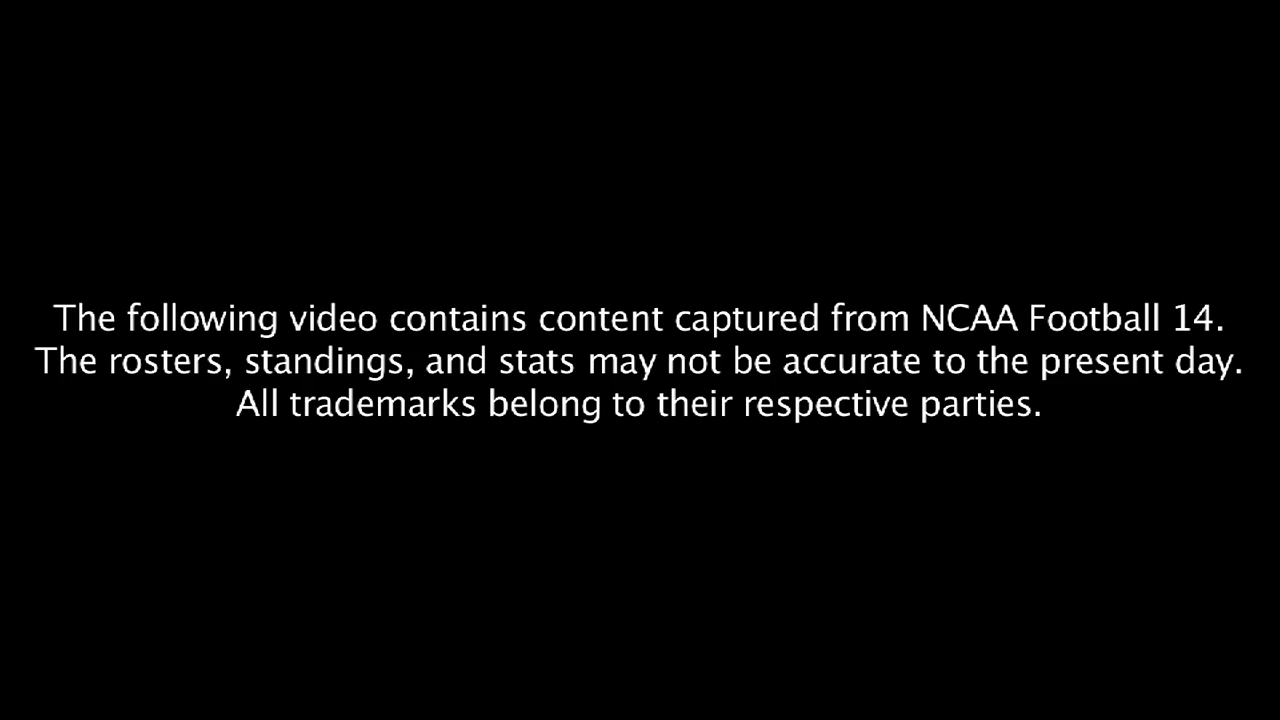 The following video contains content captured from NCAA Football 14.
The rosters, standings, and stats may not be accurate to the present day.
All trademarks belong to their respective parties.